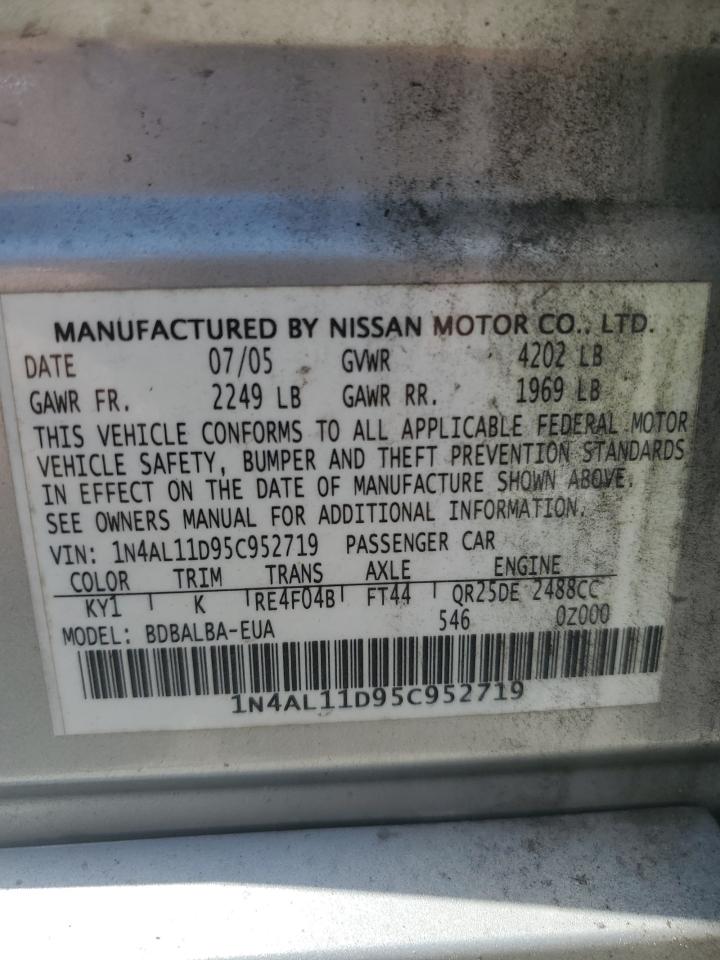 MANUFACTURED BY NISSAN MOTOR CO., LTD.
DATE 07/05 GVWR 4202 LB
GAWR FR. 2249 LB GAWR RR. 1969 LB
THIS VEHICLE CONFORMS TO ALL APPLICABLE FEDERAL MOTOR
VEHICLE SAFETY, BUMPER AND THEFT PREVENTION STANDARDS
IN EFFECT ON THE DATE OF MANUFACTURE SHOWN ABOVE.
SEE OWNERS MANUAL FOR ADDITIONAL INFORMATION.
VIN: 1N4AL11D95C952719 PASSENGER CAR
COLOR TRIM TRANS AXLE ENGINE
KY1 K RE4F04B FT44 QR25DE 2488CC
MODEL: BDBALBA-EUA 546 0Z000
1N4AL11D95C952719